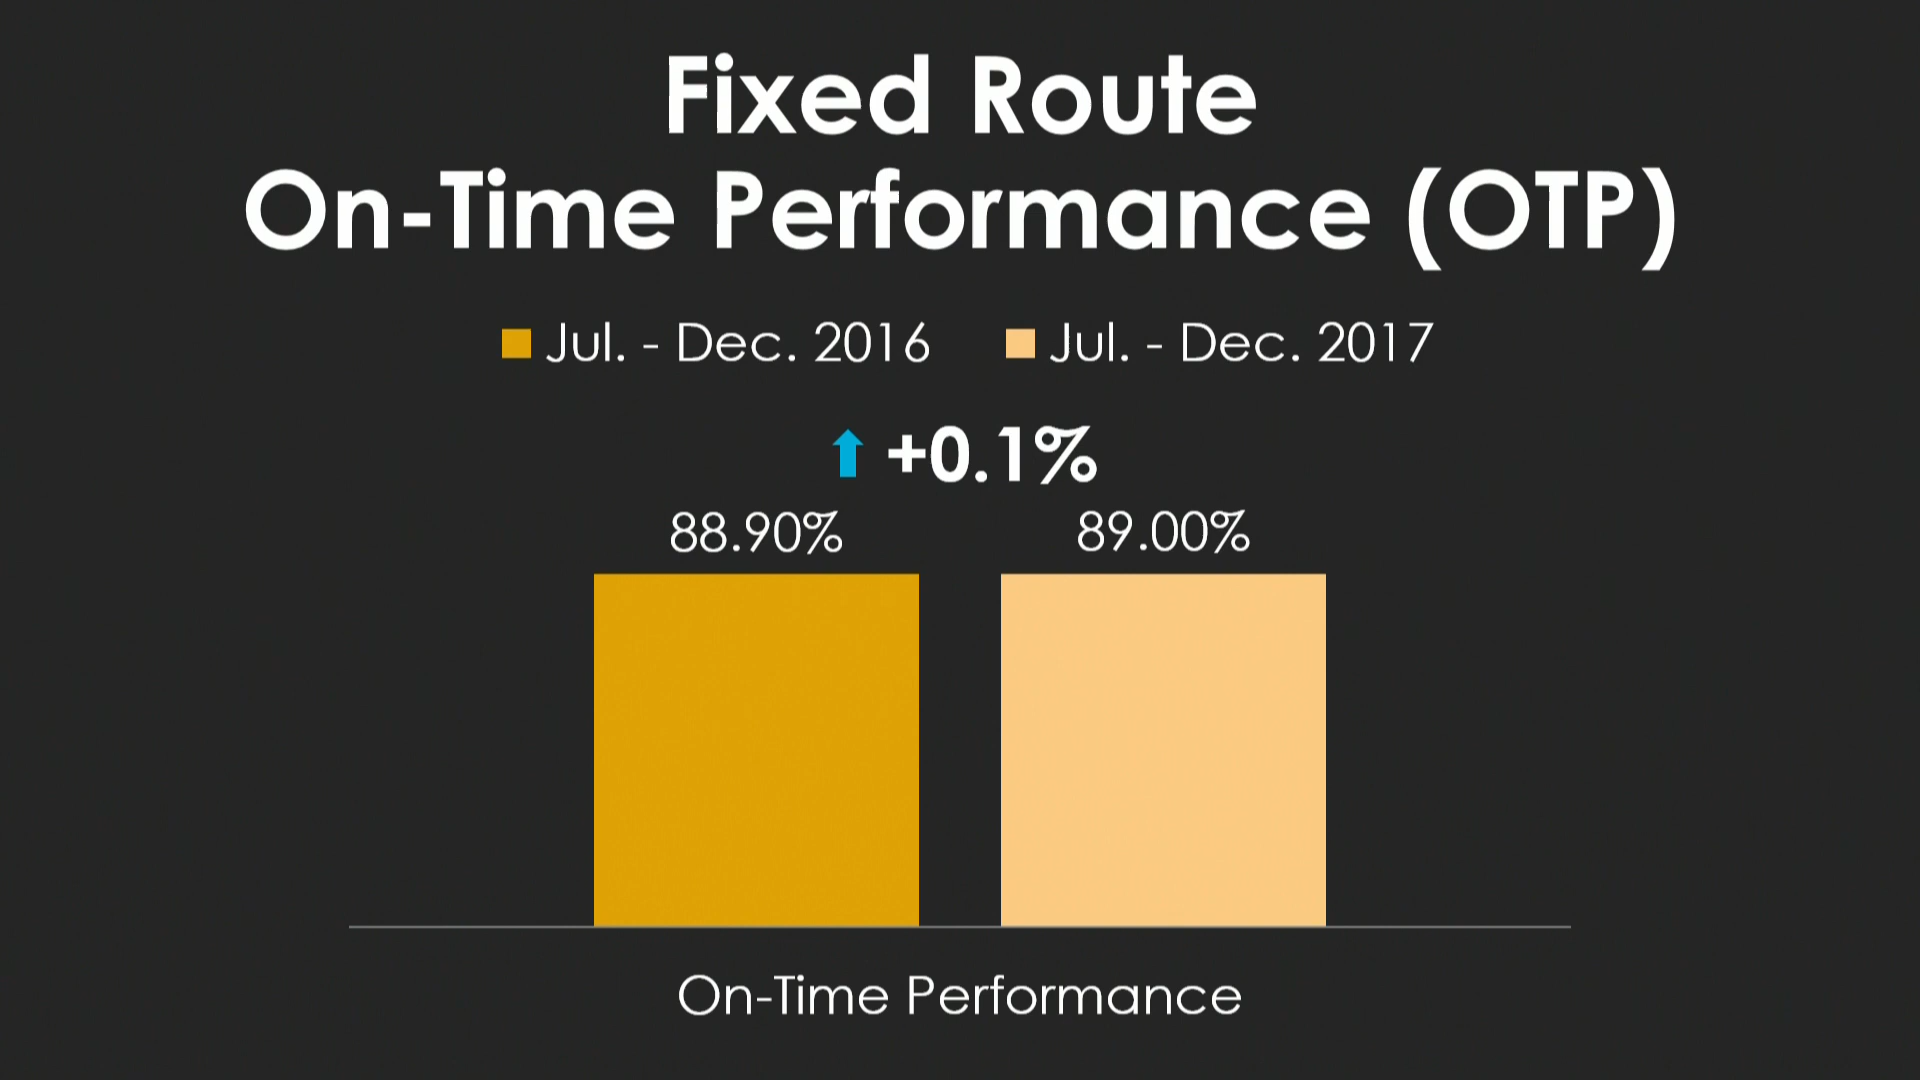 Fixed Route
On-Time Performance (OTP)
Jul. - Dec. 2016 Jul. - Dec. 2017
+0.1%
88.90% 89.00%
On-Time Performance